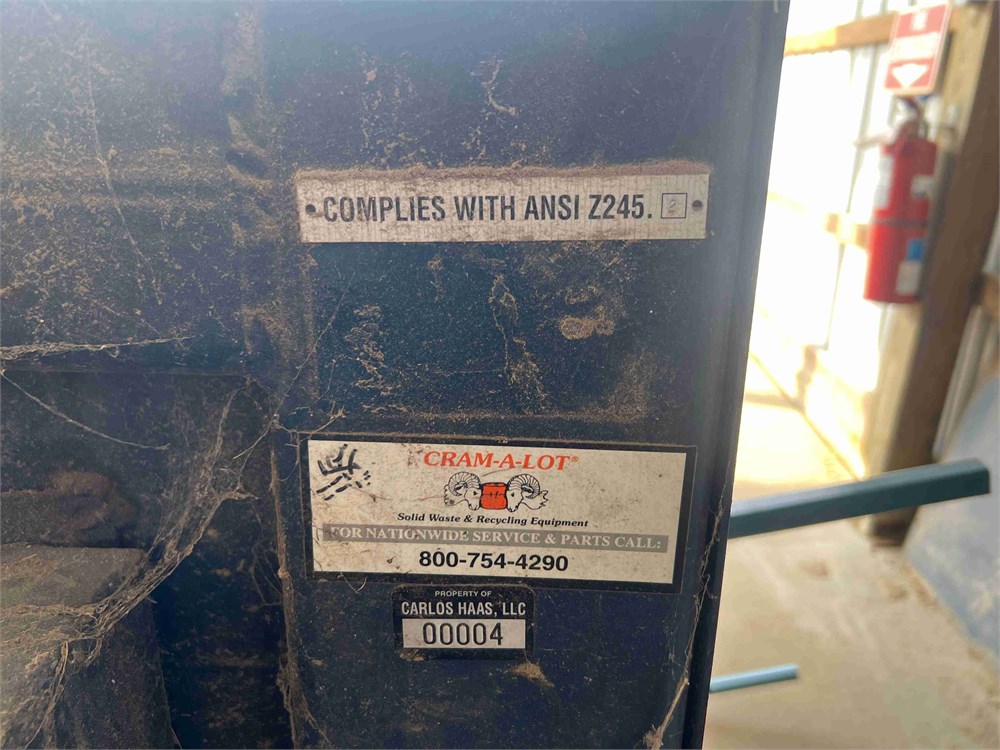 COMPLIES WITH ANSI Z245.
CRAM-A-LOT®
Solid Waste & Recycling Equipment
FOR NATIONWIDE SERVICE & PARTS CALL:
800-754-4290
PROPERTY OF
CARLOS HAAS, LLC
00004